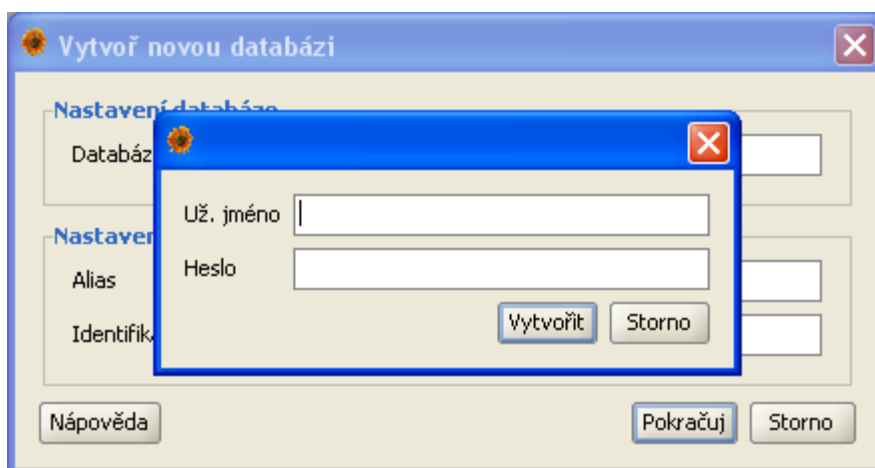 Vytvoř novou databázi
Nastavení databáze
Databáz
Už. jméno
Heslo
Vytvořit Storno
Nastaven
Alias
Identifik
Nápověda Pokračuj Storno